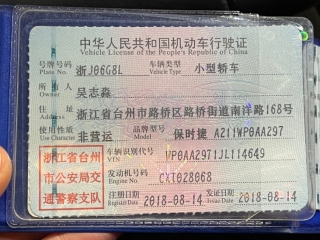 中华人民共和国机动车行驶证
Vehicle License of the People's Republic of China
号牌号码 浙J06G8L 车辆类型 小型轿车
Plate No. Vehicle Type
所有人 吴志淼
Owner
住址 浙江省台州市路桥区路桥街道南洋路168号
Address
使用性质 非营运 品牌型号 保时捷 A211WP0AA297
Use Character Model
浙江省台州市公安局交通警察支队
车辆识别代号 WP0AA2971JL114649
VIN
发动机号码 CXT028068
Engine No.
注册日期 2018-08-14 发证日期 2018-08-14
Register Date Issue Date